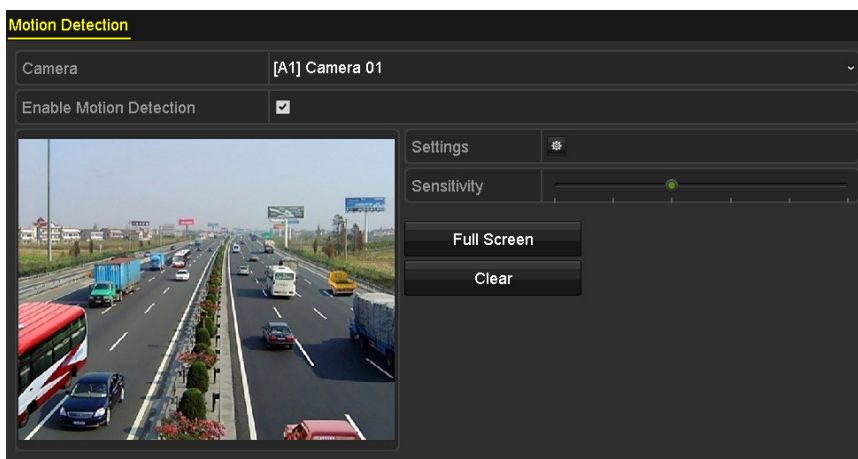 Motion Detection
Camera
[A1] Camera 01
Enable Motion Detection
Settings
Sensitivity
Full Screen
Clear